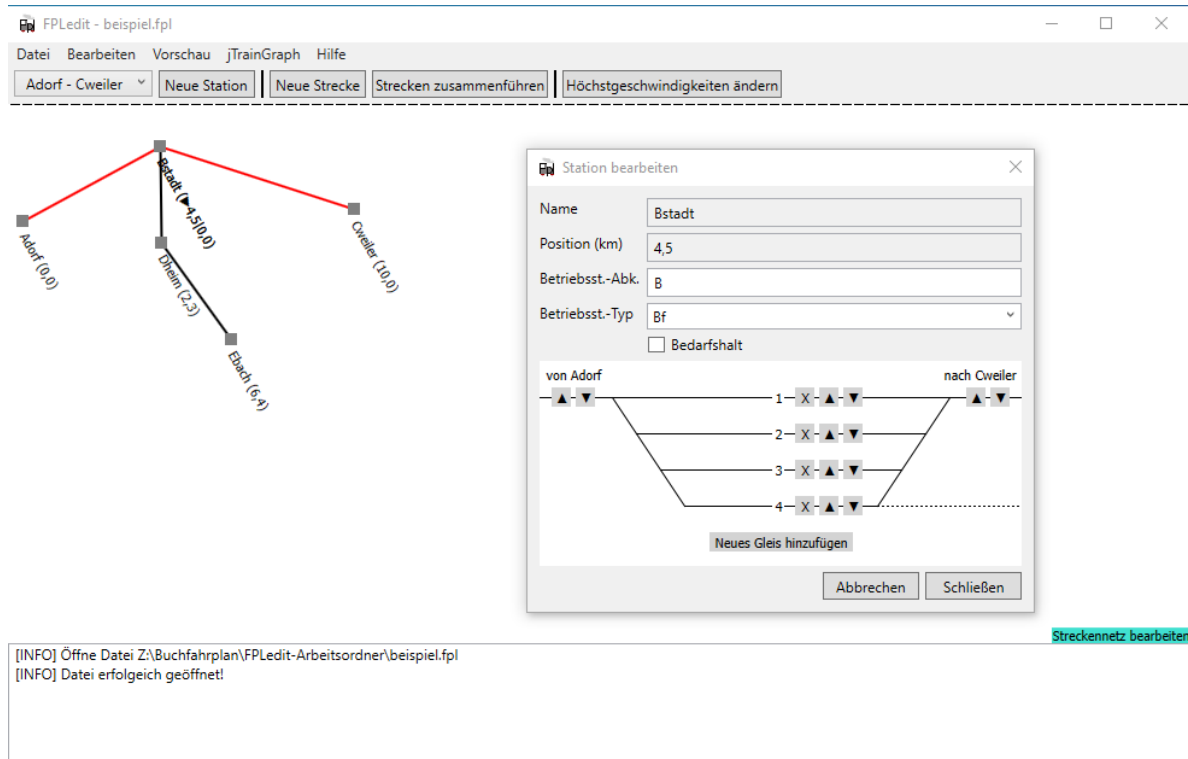 FPLedit - beispiel.fpl
Datei Bearbeiten Vorschau jTrainGraph Hilfe
Adorf - Cweiler Neue Station Neue Strecke Strecken zusammenführen Höchstgeschwindigkeiten ändern
Bstadt (▶4,5|0,0)
Adorf (0,0)
Cweiler (10,0)
Dheim (2,3)
Ebach (6,4)
Station bearbeiten
Name Bstadt
Position (km) 4,5
Betriebsst.-Abk. B
Betriebsst.-Typ Bf
Bedarfshalt
von Adorf nach Cweiler
▲ ▼ 1 X ▲ ▼ ▲ ▼
2 X ▲ ▼
3 X ▲ ▼
4 X ▲ ▼
Neues Gleis hinzufügen
Abbrechen Schließen
Streckennetz bearbeiten
[INFO] Öffne Datei Z:\Buchfahrplan\FPLedit-Arbeitsordner\beispiel.fpl
[INFO] Datei erfolgeich geöffnet!